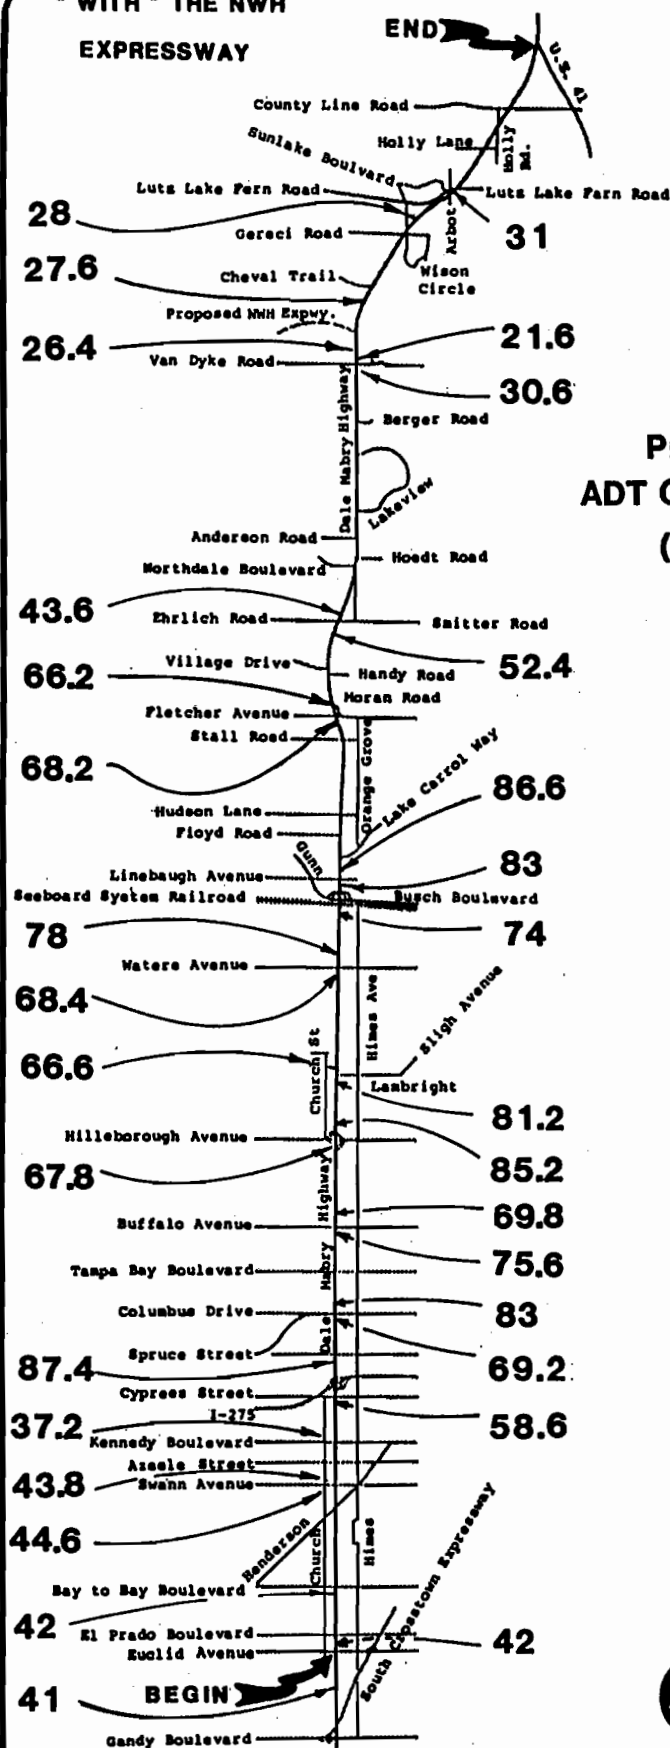 " WITH " THE NWH
EXPRESSWAY
END
U.S. 41
County Line Road
Holly Lane
Holly Rd.
Sunlake Boulvard
Lutz Lake Fern Road
Lutz Lake Farn Road
28
Geraci Road
Arbot
31
27.6
Cheval Trail
Wison
Circle
Proposed NWH Expwy.
26.4
21.6
Van Dyke Road
30.6
Dale Mabry Highway
Berger Road
ADT
(
Lakeview
Anderson Road
Hoedt Road
Northdale Boulevard
43.6
Ehrlich Road
Smitter Road
Village Drive
52.4
66.2
Handy Road
Moran Road
Fletcher Avenue
Stall Road
Orange Grove
Lake Carrol Way
68.2
86.6
Hudson Lane
Floyd Road
Gunn
83
Linebaugh Avenue
Seeboard System Railroad
Busch Boulevard
78
74
Waters Avenue
68.4
Himes Ave
Sligh Avenue
66.6
Church St
Lambright
81.2
Hilleborough Avenue
85.2
67.8
Highway
69.8
Buffalo Avenue
75.6
Mabry
Tampa Bay Boulevard
83
Columbus Drive
Dale
Spruce Street
69.2
87.4
Cypress Street
I-275
58.6
37.2
Kennedy Boulevard
Azeele Street
43.8
Swann Avenue
44.6
Henderson
Church
Himes
South Crosstown Expressway
Bay to Bay Boulevard
42
El Prado Boulevard
42
Euclid Avenue
BEGIN
41
Gandy Boulevard